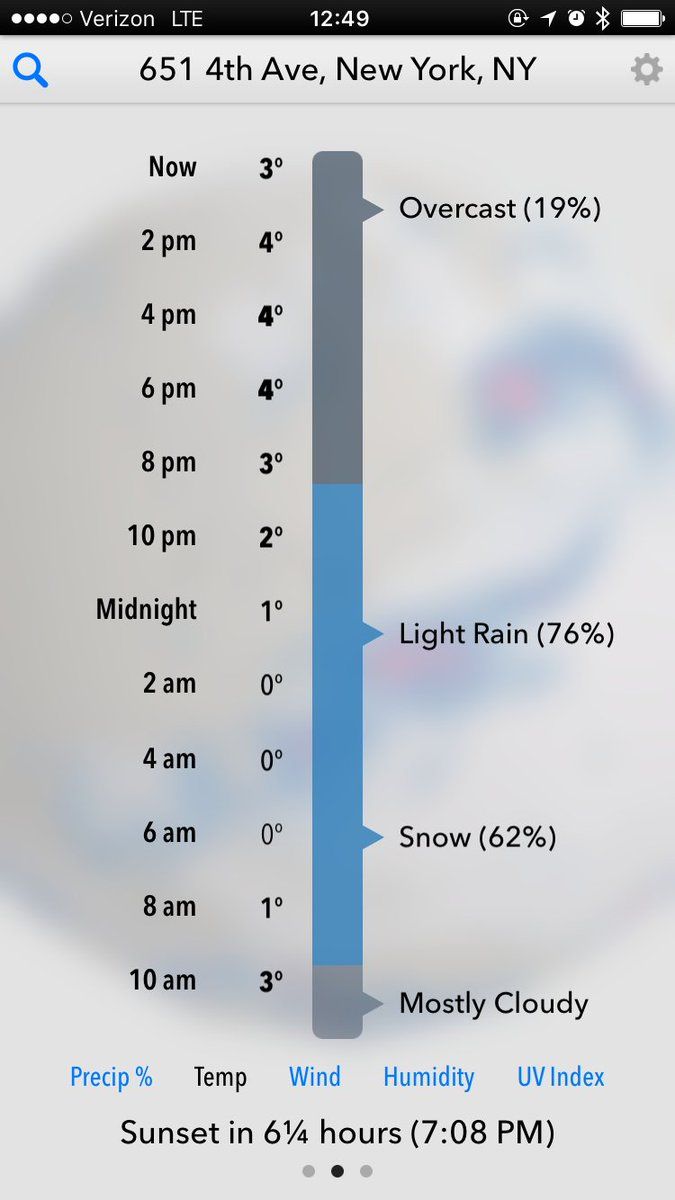 Verizon LTE 12:49
651 4th Ave, New York, NY
Now 3°
Overcast (19%)
2 pm 4°
4 pm 4°
6 pm 4°
8 pm 3°
10 pm 2°
Midnight 1°
Light Rain (76%)
2 am 0°
4 am 0°
6 am 0°
Snow (62%)
8 am 1°
10 am 3°
Mostly Cloudy
Precip % Temp Wind Humidity UV Index
Sunset in 6¼ hours (7:08 PM)